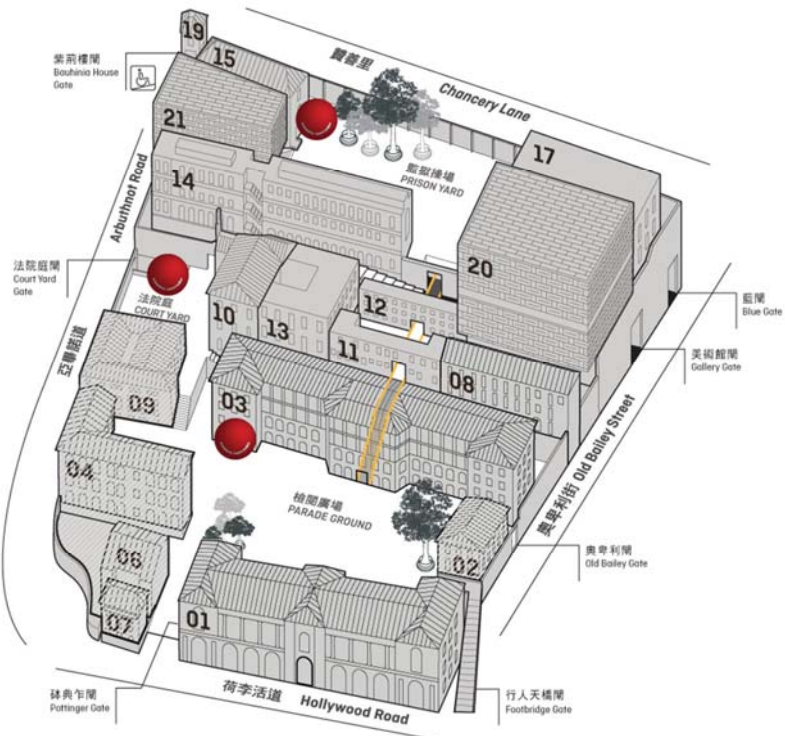 19
15
紫荊樓閘
Bauhinia House
Gate
贊善里
Chancery Lane
21
17
監獄操場
PRISON YARD
14
Arbuthnot Road
20
法院庭閘
Court Yard
Gate
法院庭
COURT YARD
12
10
13
藍閘
Blue Gate
11
08
美術館閘
Gallery Gate
亞畢諾道
09
03
奧卑利街 Old Bailey Street
04
檢閱廣場
PARADE GROUND
02
奧卑利閘
Old Bailey Gate
06
07
01
砵典乍閘
Pottinger Gate
荷李活道 Hollywood Road
行人天橋閘
Footbridge Gate